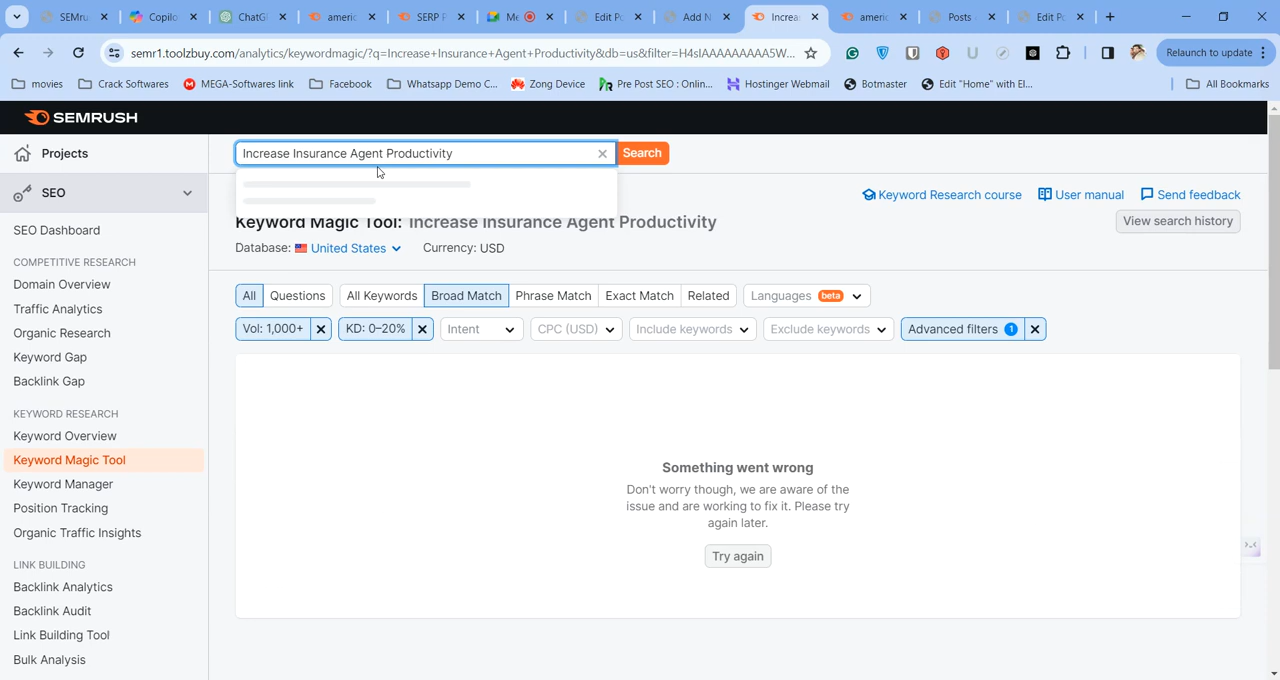 SEMru
Copilo
ChatG
americ
SERP F
Me
Edit Po
Add N
Increa
americ
Posts
Edit Po
semr1.toolzbuy.com/analytics/keywordmagic/?q=Increase+Insurance+Agent+Productivity&db=us&filter=H4sIAAAAAAAAA5W...
Relaunch to update
movies
Crack Softwares
MEGA-Softwares link
Facebook
Whatsapp Demo C...
Zong Device
Pre Post SEO : Onlin...
Hostinger Webmail
Botmaster
Edit "Home" with El...
All Bookmarks
SEMRUSH
Projects
Increase Insurance Agent Productivity
Search
SEO
Keyword Research course
User manual
Send feedback
Keyword Magic Tool: Increase Insurance Agent Productivity
View search history
Database: United States
Currency: USD
SEO Dashboard
COMPETITIVE RESEARCH
Domain Overview
Traffic Analytics
Organic Research
Keyword Gap
Backlink Gap
KEYWORD RESEARCH
Keyword Overview
Keyword Magic Tool
Keyword Manager
Position Tracking
Organic Traffic Insights
LINK BUILDING
Backlink Analytics
Backlink Audit
Link Building Tool
Bulk Analysis
All
Questions
All Keywords
Broad Match
Phrase Match
Exact Match
Related
Languages beta
Vol: 1,000+
KD: 0–20%
Intent
CPC (USD)
Include keywords
Exclude keywords
Advanced filters 1
Something went wrong
Don't worry though, we are aware of the
issue and are working to fix it. Please try
again later.
Try again